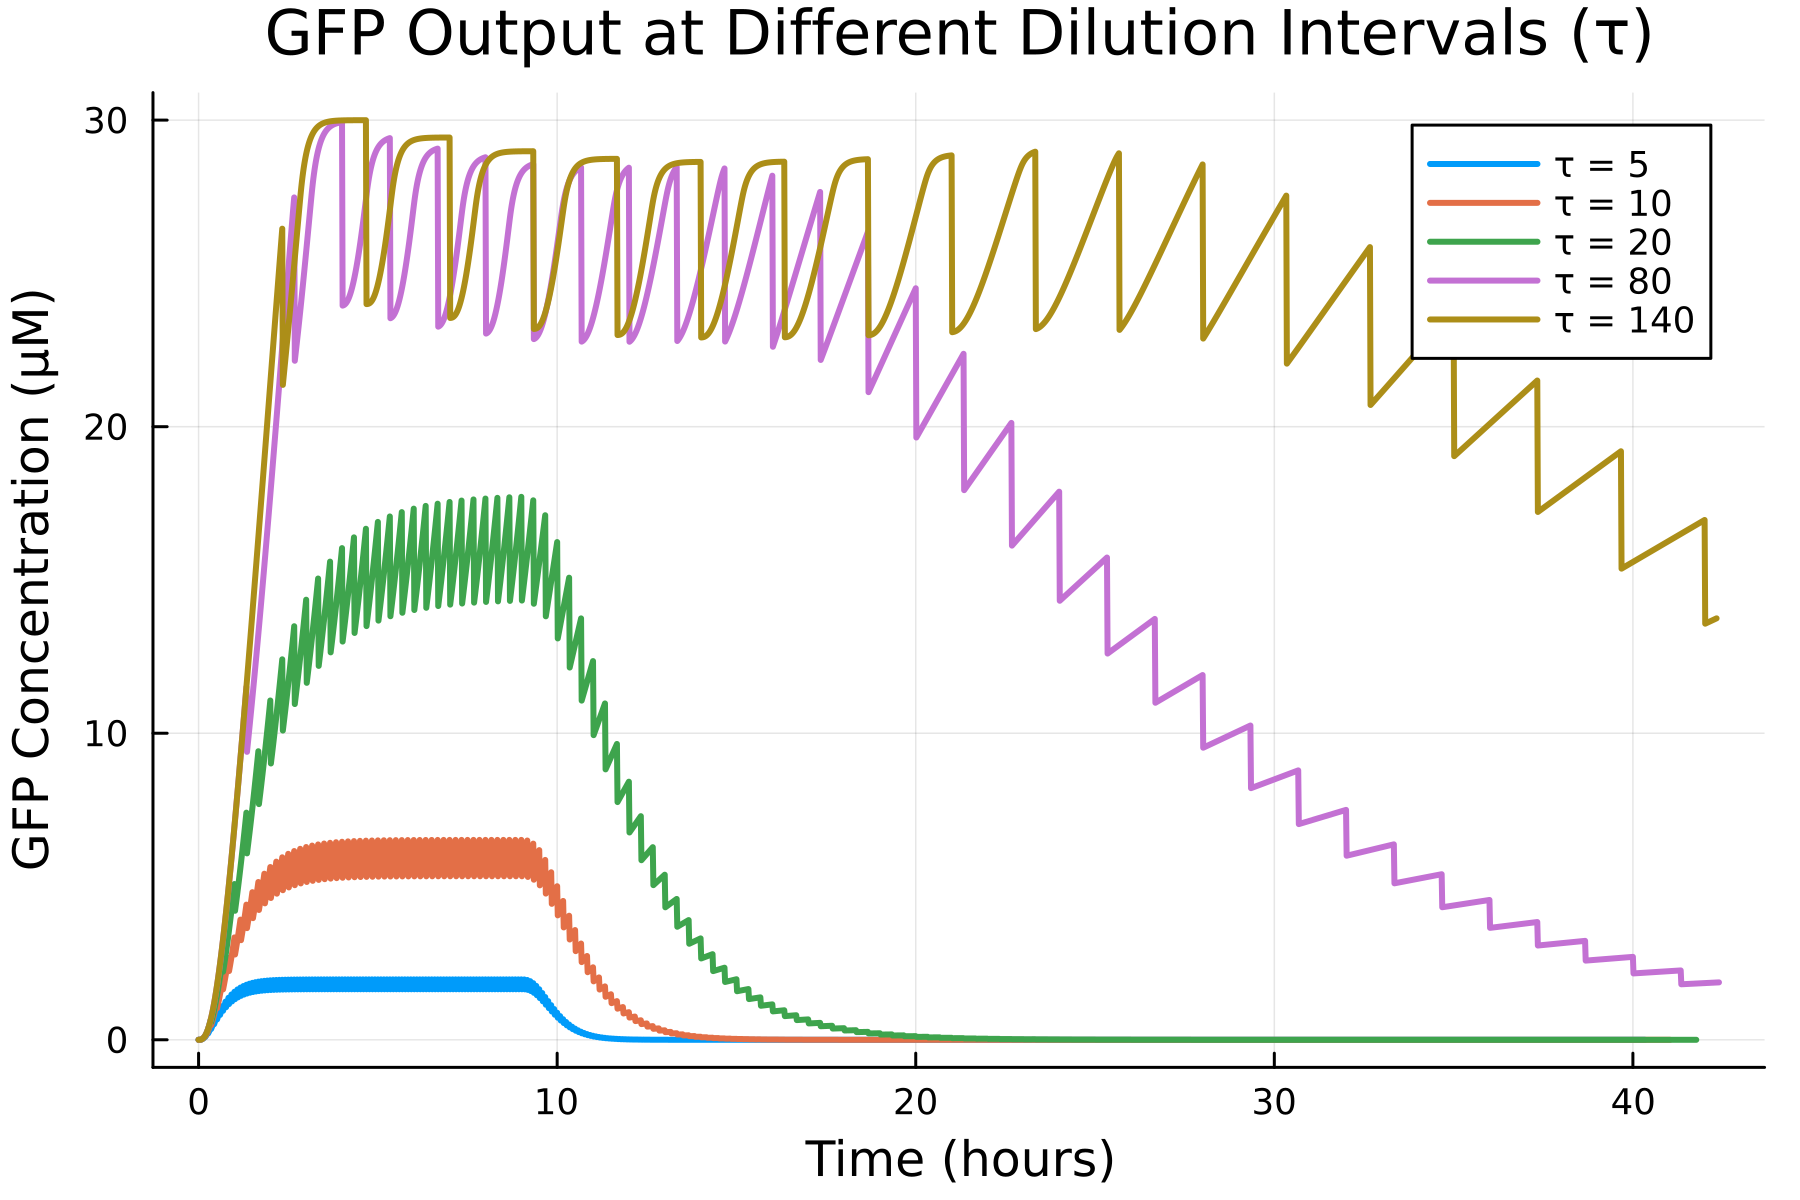 GFP Output at Different Dilution Intervals (τ)
GFP Concentration (μM)
30
20
10
0
τ = 5
τ = 10
τ = 20
τ = 80
τ = 140
0 10 20 30 40
Time (hours)